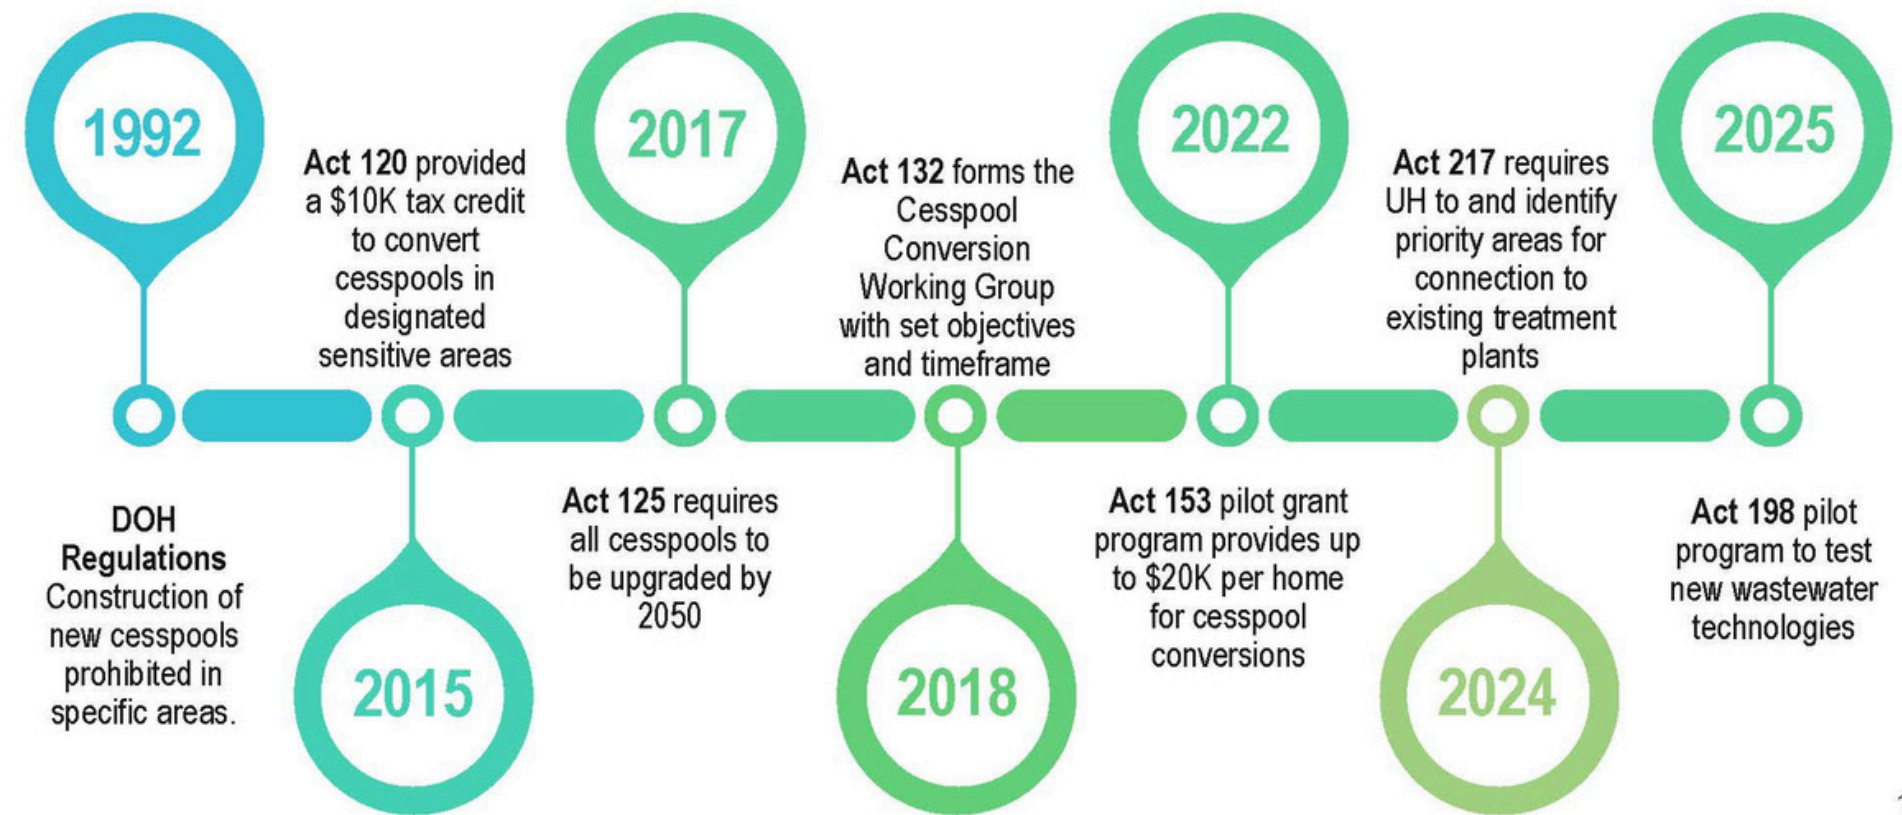 1992
DOH
Regulations
Construction of
new cesspools
prohibited in
specific areas.
Act 120 provided
a $10K tax credit
to convert
cesspools in
designated
sensitive areas
2015
2017
Act 125 requires
all cesspools to
be upgraded by
2050
Act 132 forms the
Cesspool
Conversion
Working Group
with set objectives
and timeframe
2018
2022
Act 153 pilot grant
program provides up
to $20K per home
for cesspool
conversions
Act 217 requires
UH to and identify
priority areas for
connection to
existing treatment
plants
2024
2025
Act 198 pilot
program to test
new wastewater
technologies